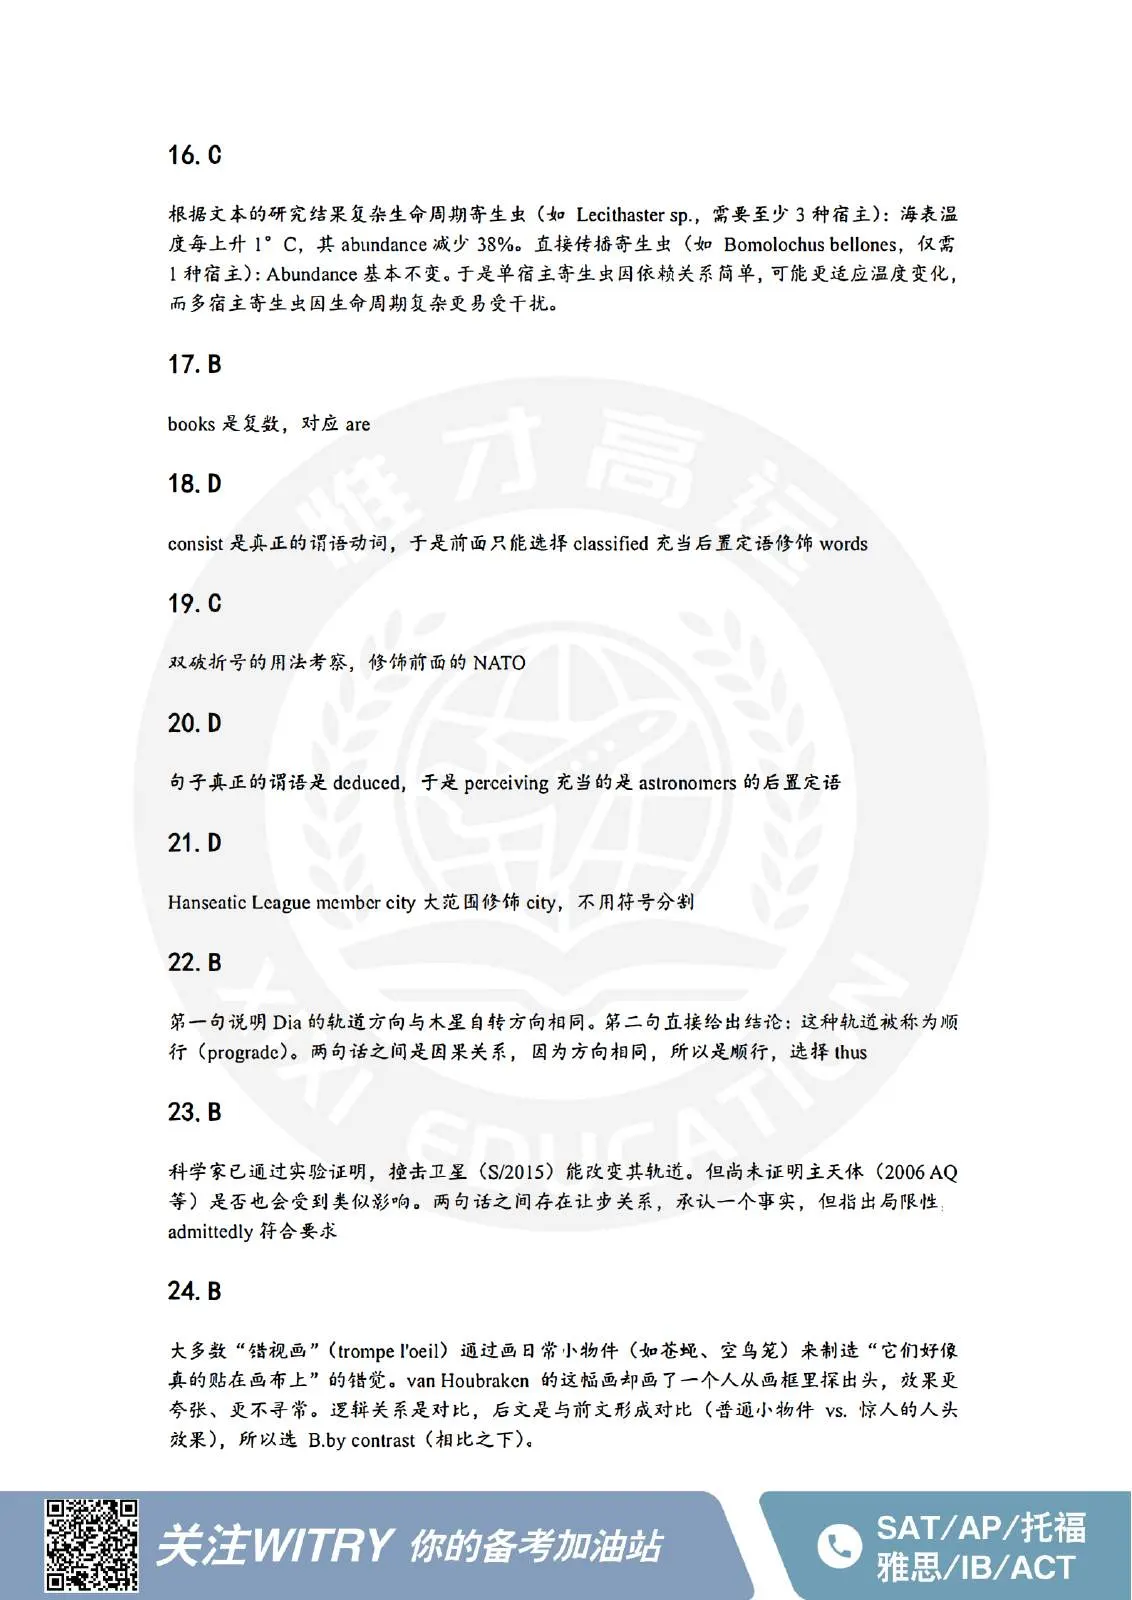 16. C
根据文本的研究结果复杂生命周期寄生虫（如 Lecithaster sp.，需要至少 3 种宿主）：海表温
度每上升 1° C，其 abundance 减少 38%。直接传播寄生虫（如 Bomolochus bellones，仅需
1 种宿主）：Abundance 基本不变。于是单宿主寄生虫因依赖关系简单，可能更适应温度变化，
而多宿主寄生虫因生命周期复杂更易受干扰。
17. B
books 是复数，对应 are
18. D
consist 是真正的谓语动词，于是前面只能选择 classified 充当后置定语修饰 words
19. C
双破折号的用法考察，修饰前面的 NATO
20. D
句子真正的谓语是 deduced，于是 perceiving 充当的是 astronomers 的后置定语
21. D
Hanseatic League member city 大范围修饰 city，不用符号分割
22. B
第一句说明 Dia 的轨道方向与木星自转方向相同。第二句直接给出结论：这种轨道被称为顺
行（prograde）。两句话之间是因果关系，因为方向相同，所以是顺行，选择 thus
23. B
科学家已通过实验证明，撞击卫星（S/2015）能改变其轨道。但尚未证明主天体（2006 AQ
等）是否也会受到类似影响。两句话之间存在让步关系，承认一个事实，但指出局限性.
admittedly 符合要求
24. B
大多数“错视画”（trompe l'oeil）通过画日常小物件（如苍蝇、空鸟笼）来制造“它们好像
真的贴在画布上”的错觉。van Houbraken 的这幅画却画了一个人从画框里探出头，效果更
夸张、更不寻常。逻辑关系是对比，后文是与前文形成对比（普通小物件 vs. 惊人的人头
效果），所以选 B.by contrast（相比之下）。
雅才高远
XIXI EDUCATION
关注WITRY 你的备考加油站
SAT/AP/托福
雅思/IB/ACT